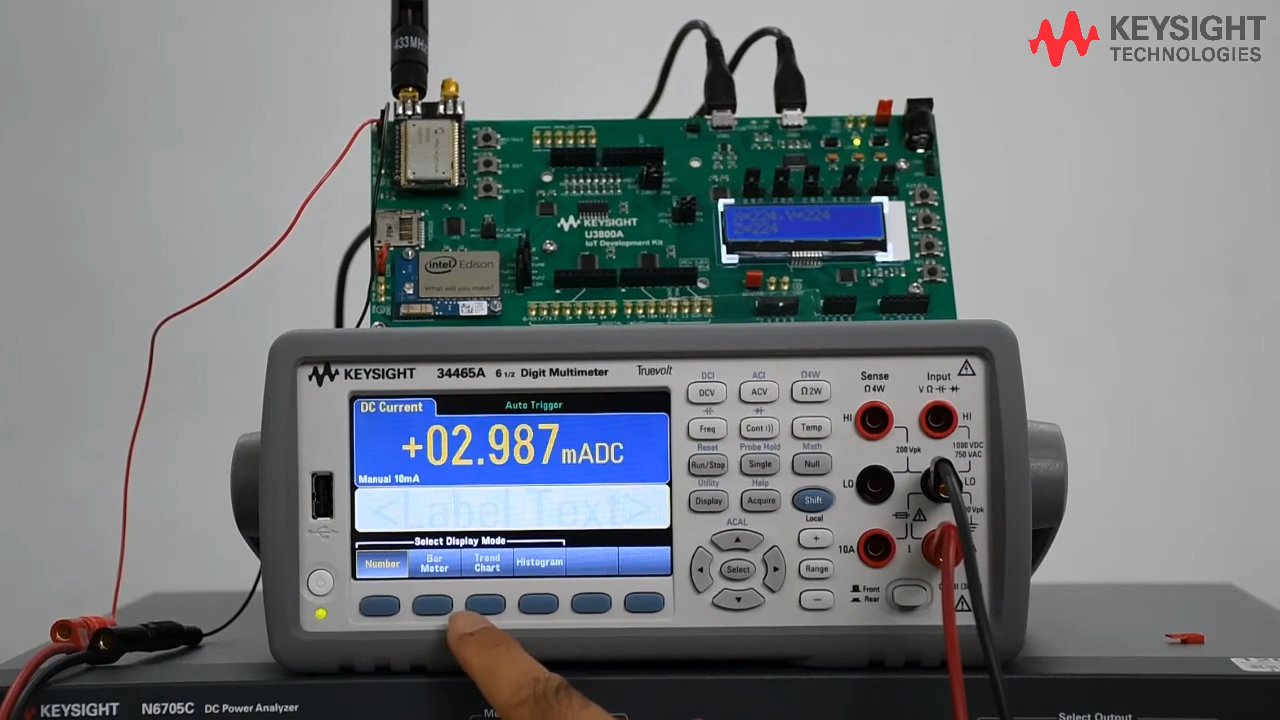 KEYSIGHT
TECHNOLOGIES
433MHz
KEYSIGHT
U3800A
IoT Development Kit
X=224,Y=224
Z=224
intel Edison
What will you make?
KEYSIGHT 34465A 6 1/2 Digit Multimeter Truevolt
DC Current Auto Trigger
+02.987 mADC
Manual 10mA
<Label Text>
Select Display Mode
Number Bar Meter Trend Chart Histogram
DCI ACI Ω4W
DCV ACV Ω2W
Freq Cont Temp
Reset Probe Hold Math
Run/Stop Single Null
Utility Help
Display Acquire Shift
Local
ACAL
Select
+
Range
−
Sense
Ω4W
Input
V Ω
HI HI
200 Vpk
1000 VDC
750 VAC
LO LO
10A I
Front
Rear
KEYSIGHT N6705C DC Power Analyzer
Select Output